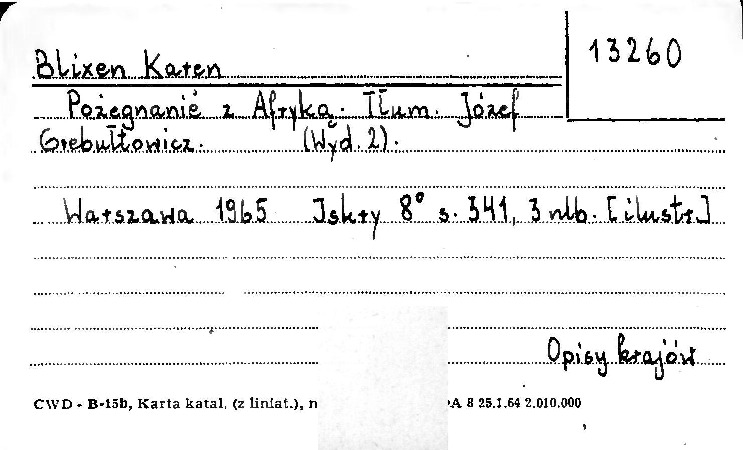 13260
Blixen Karen
Pożegnanie z Afryką. Tłum. Józef
Grebułtowicz. (Wyd. 2).
Warszawa 1965 Iskry 8° s. 341, 3 nlb. [ilustr.]
Opisy krajów
CWD - B-15b, Karta katal. (z liniat.), A 8 25.I.64 2.010.000